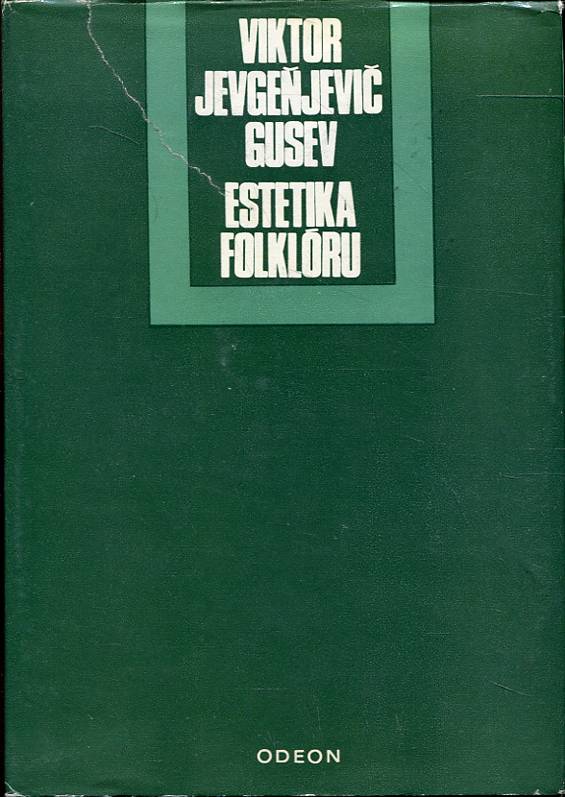 VIKTOR
JEVGEŇJEVIČ
GUSEV
ESTETIKA
FOLKLÓRU
ODEON